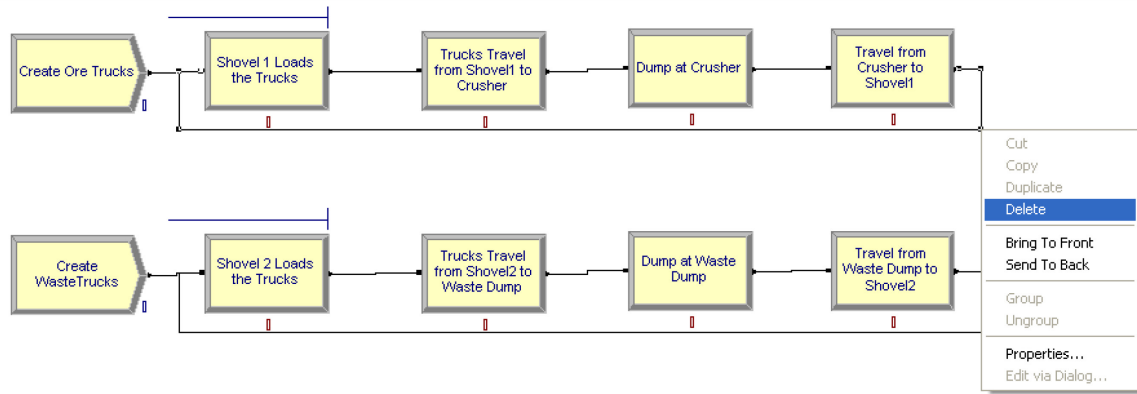 Create Ore Trucks
Shovel 1 Loads
the Trucks
Trucks Travel
from Shovel1 to
Crusher
Dump at Crusher
Travel from
Crusher to
Shovel1
Create
WasteTrucks
Shovel 2 Loads
the Trucks
Trucks Travel
from Shovel2 to
Waste Dump
Dump at Waste
Dump
Travel from
Waste Dump to
Shovel2
Cut
Copy
Duplicate
Delete
Bring To Front
Send To Back
Group
Ungroup
Properties...
Edit via Dialog...